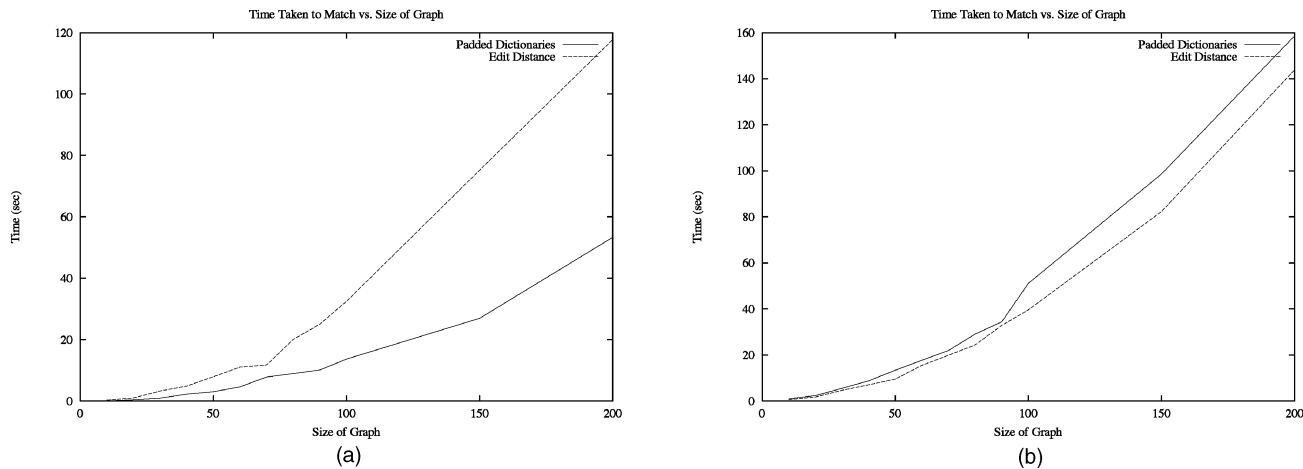 Time Taken to Match vs. Size of Graph
120
100
80
60
40
20
0
0
50
100
150
200
Time (sec)
Size of Graph
Padded Dictionaries
Edit Distance
(a)
Time Taken to Match vs. Size of Graph
160
140
120
100
80
60
40
20
0
0
50
100
150
200
Time (sec)
Size of Graph
Padded Dictionaries
Edit Distance
(b)